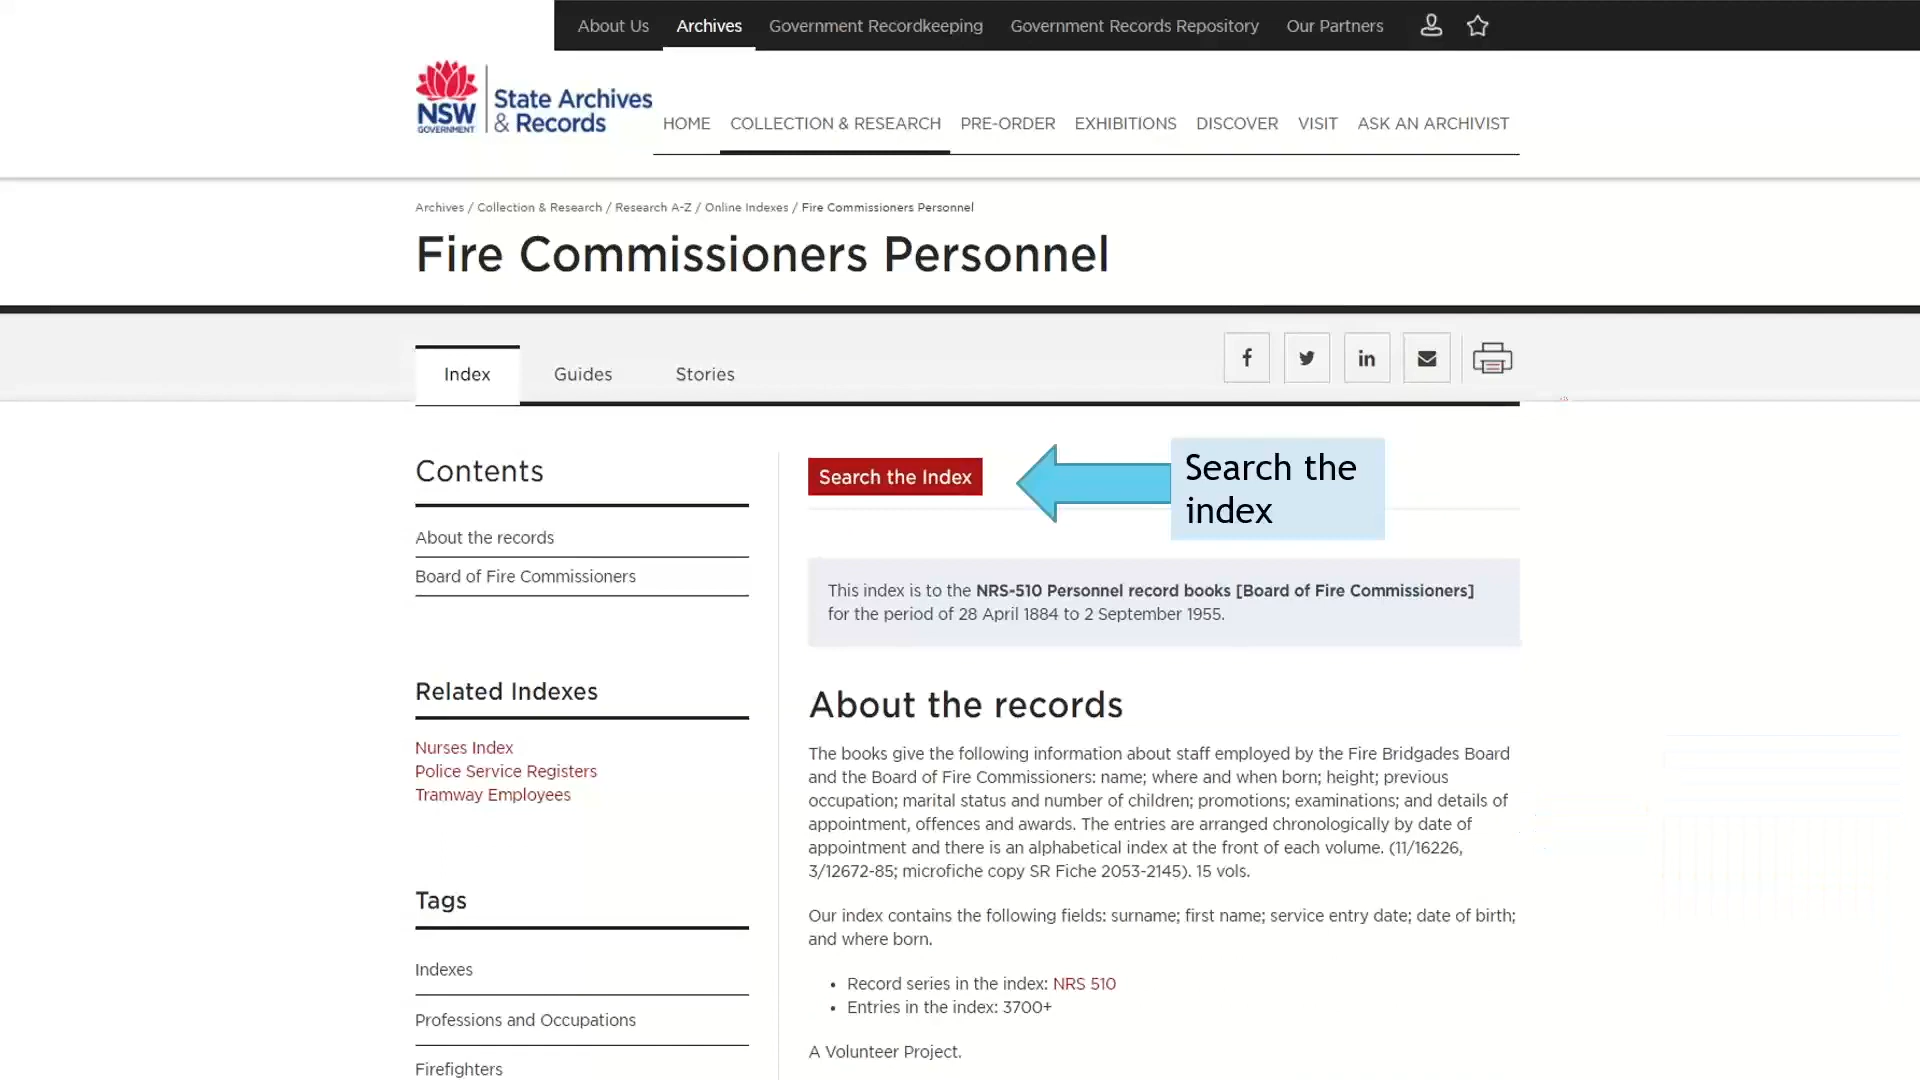 About Us Archives Government Recordkeeping Government Records Repository Our Partners
NSW
GOVERNMENT
State Archives
& Records
HOME COLLECTION & RESEARCH PRE-ORDER EXHIBITIONS DISCOVER VISIT ASK AN ARCHIVIST
Archives / Collection & Research / Research A-Z / Online Indexes / Fire Commissioners Personnel
Fire Commissioners Personnel
Index Guides Stories
Contents
About the records
Board of Fire Commissioners
Related Indexes
Nurses Index
Police Service Registers
Tramway Employees
Tags
Indexes
Professions and Occupations
Firefighters
Search the Index
Search the
index
This index is to the NRS-510 Personnel record books [Board of Fire Commissioners]
for the period of 28 April 1884 to 2 September 1955.
About the records
The books give the following information about staff employed by the Fire Bridgades Board
and the Board of Fire Commissioners: name; where and when born; height; previous
occupation; marital status and number of children; promotions; examinations; and details of
appointment, offences and awards. The entries are arranged chronologically by date of
appointment and there is an alphabetical index at the front of each volume. (11/16226,
3/12672-85; microfiche copy SR Fiche 2053-2145). 15 vols.
Our index contains the following fields: surname; first name; service entry date; date of birth;
and where born.
• Record series in the index: NRS 510
• Entries in the index: 3700+
A Volunteer Project.